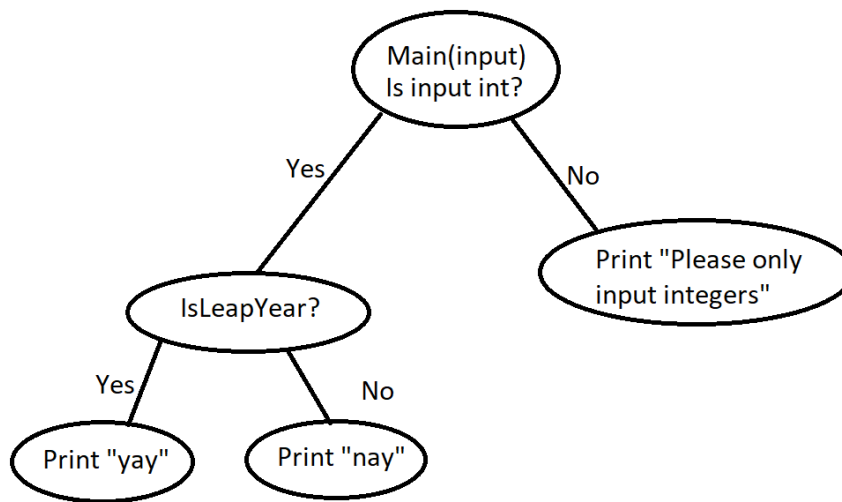 Main(input)
Is input int?
Yes
No
Print "Please only
input integers"
IsLeapYear?
Yes
No
Print "yay"
Print "nay"